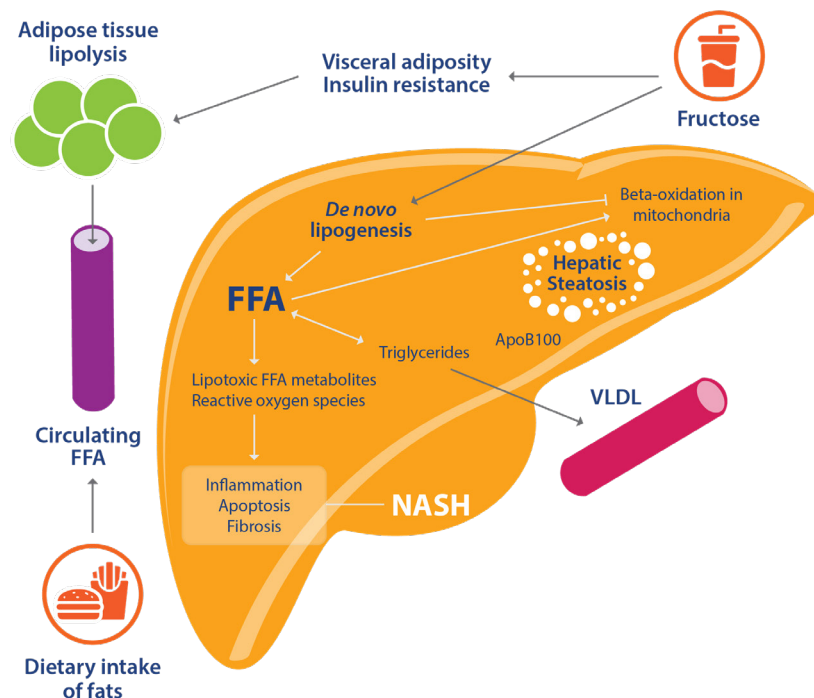 Adipose tissue
lipolysis
Visceral adiposity
Insulin resistance
Fructose
De novo
lipogenesis
Beta-oxidation in
mitochondria
Hepatic
Steatosis
FFA
ApoB100
Triglycerides
Lipotoxic FFA metabolites
Reactive oxygen species
VLDL
Circulating
FFA
Inflammation
Apoptosis
Fibrosis
NASH
Dietary intake
of fats